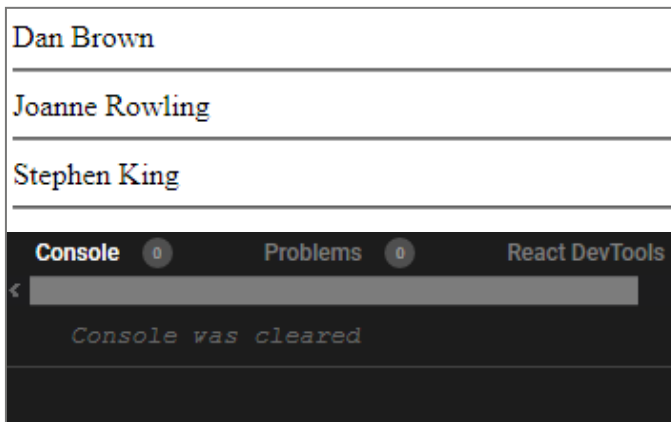 Dan Brown
Joanne Rowling
Stephen King
Console 0 Problems 0 React DevTools
Console was cleared